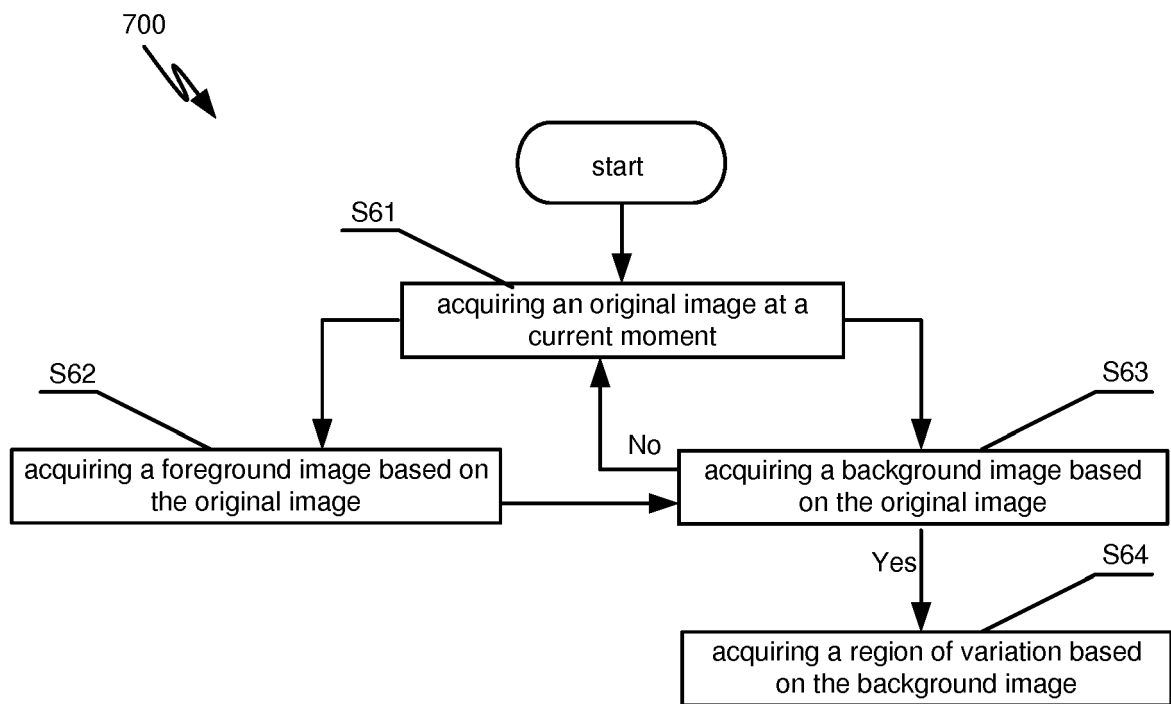 700
start
S61
acquiring an original image at a
current moment
S62
S63
No
acquiring a foreground image based on
the original image
acquiring a background image based
on the original image
Yes
S64
acquiring a region of variation based
on the background image